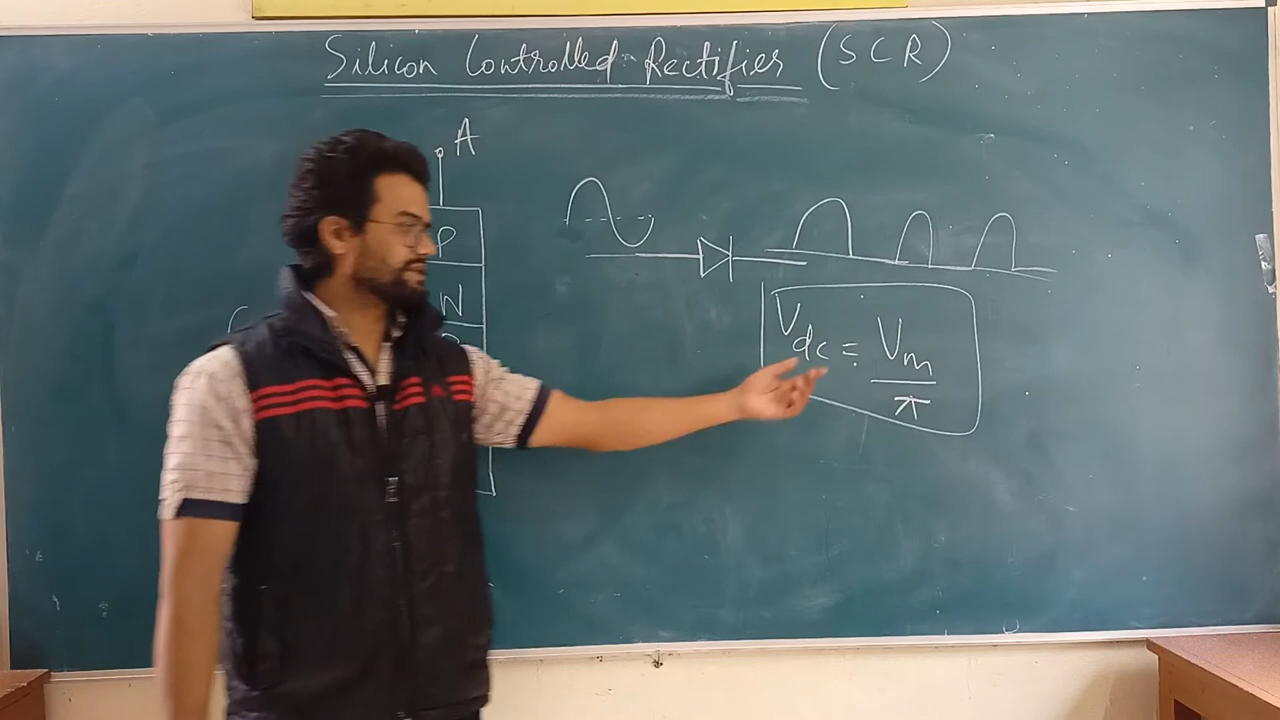 Silicon Controlled Rectifier (SCR)
A
P
N
Vdc = Vm/π